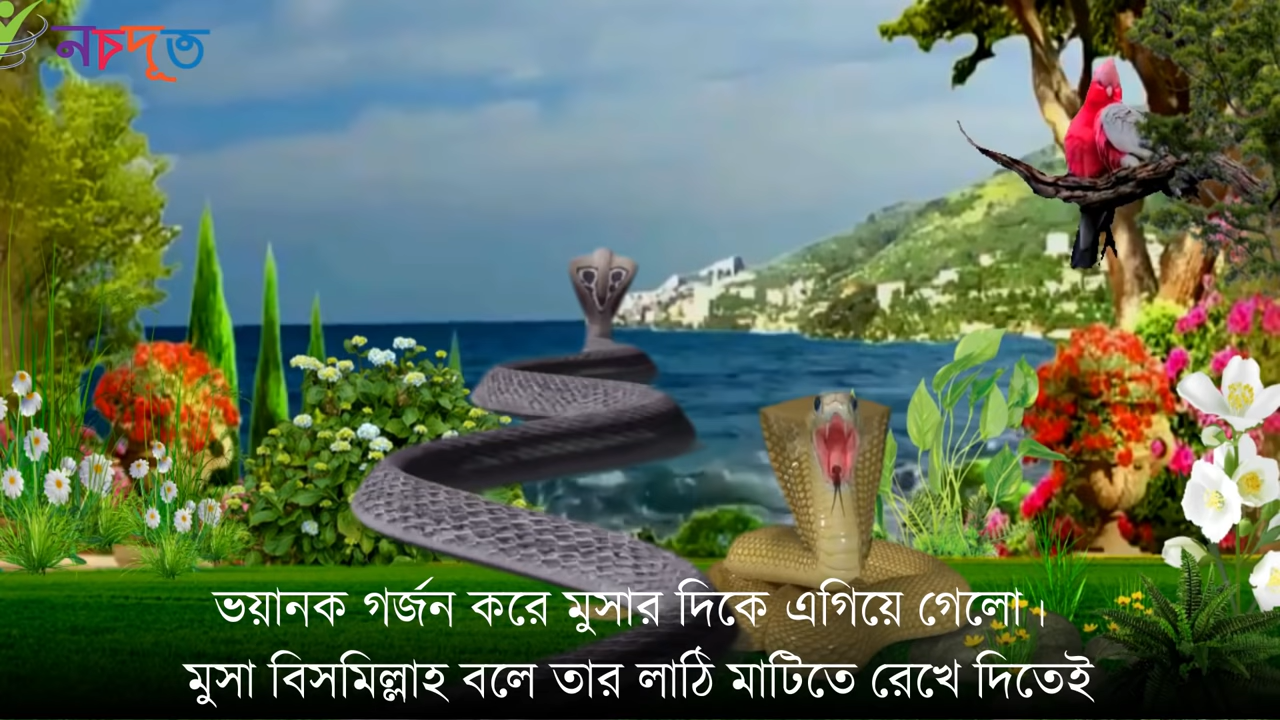 নচদূত
ভয়ানক গর্জন করে মুসার দিকে এগিয়ে গেলো।
মুসা বিসমিল্লাহ বলে তার লাঠি মাটিতে রেখে দিতেই